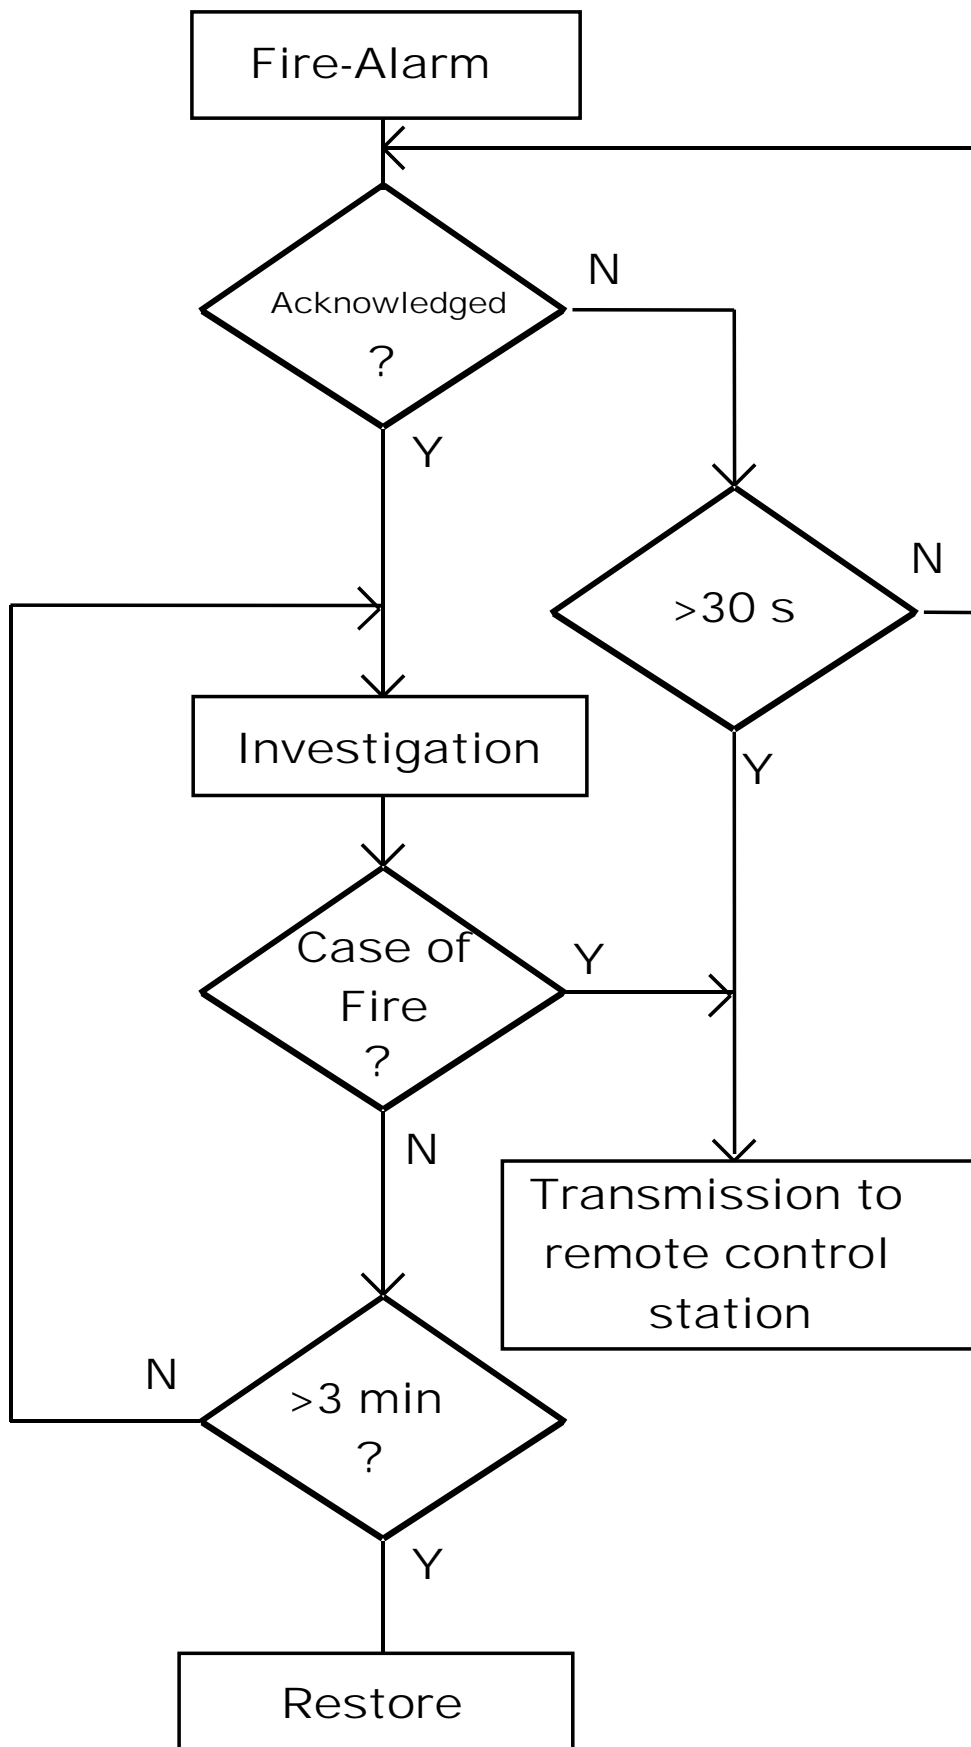 Fire-Alarm
Acknowledged
?
N
Y
>30 s
N
Y
Investigation
Case of
Fire
?
Y
N
Transmission to
remote control
station
>3 min
?
N
Y
Restore